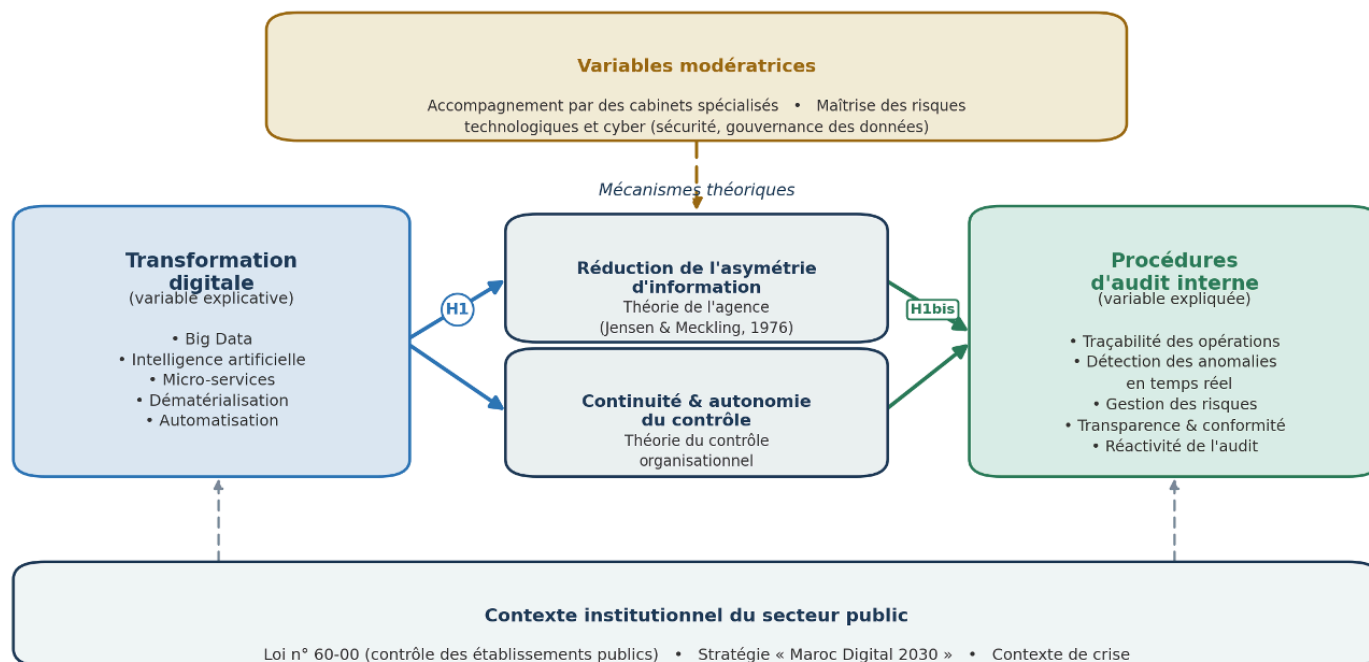 Variables modératrices
Accompagnement par des cabinets spécialisés • Maîtrise des risques
technologiques et cyber (sécurité, gouvernance des données)
Mécanismes théoriques
Transformation
digitale
(variable explicative)
• Big Data
• Intelligence artificielle
• Micro-services
• Dématérialisation
• Automatisation
H1
Réduction de l'asymétrie
d'information
Théorie de l'agence
(Jensen & Meckling, 1976)
Continuité & autonomie
du contrôle
Théorie du contrôle
organisationnel
H1bis
Procédures
d'audit interne
(variable expliquée)
• Traçabilité des opérations
• Détection des anomalies
en temps réel
• Gestion des risques
• Transparence & conformité
• Réactivité de l'audit
Contexte institutionnel du secteur public
Loi n° 60-00 (contrôle des établissements publics) • Stratégie « Maroc Digital 2030 » • Contexte de crise